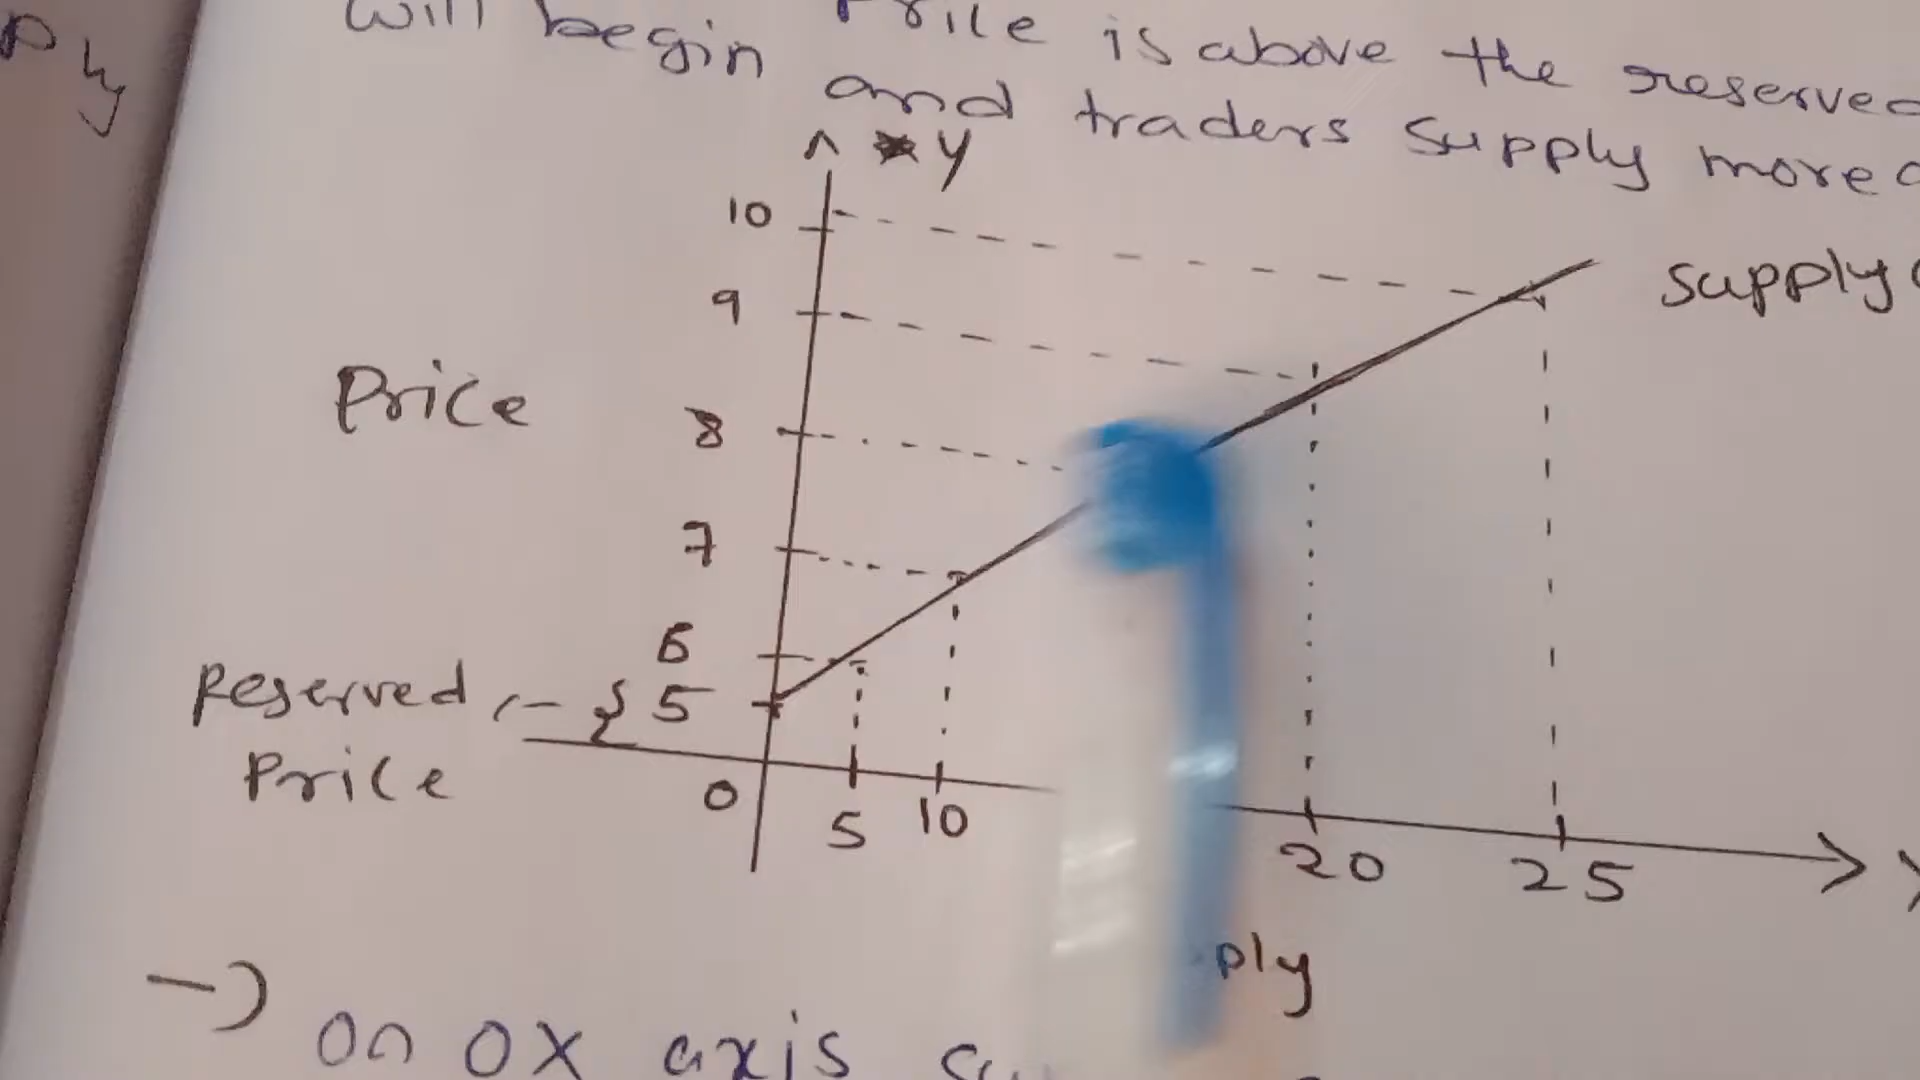 ply
will begin Price is above the reserved
and traders supply more
Y
10
9
supply
Price
8
7
6
Reserved
Price
5
0
5 10 20 25
ply
on OX axis